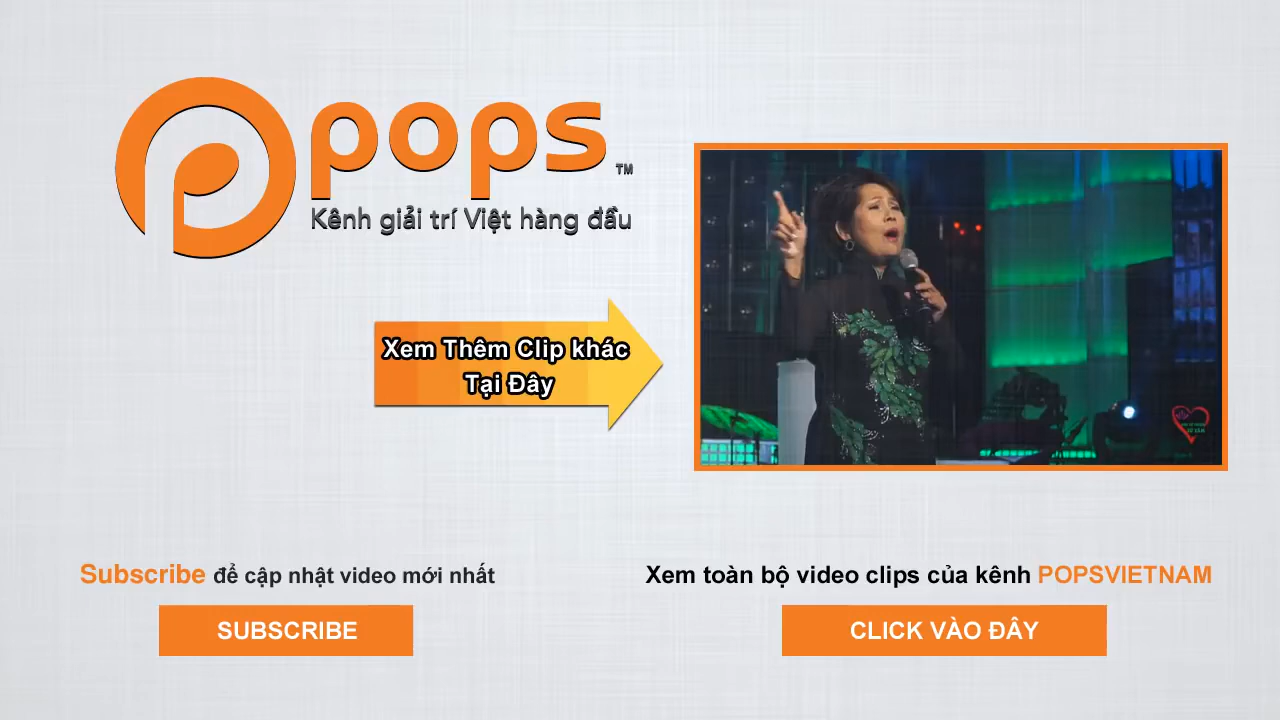 pops
TM
Kênh giải trí Việt hàng đầu
Xem Thêm Clip khác
Tại Đây
Subscribe để cập nhật video mới nhất
Xem toàn bộ video clips của kênh POPSVIETNAM
SUBSCRIBE
CLICK VÀO ĐÂY